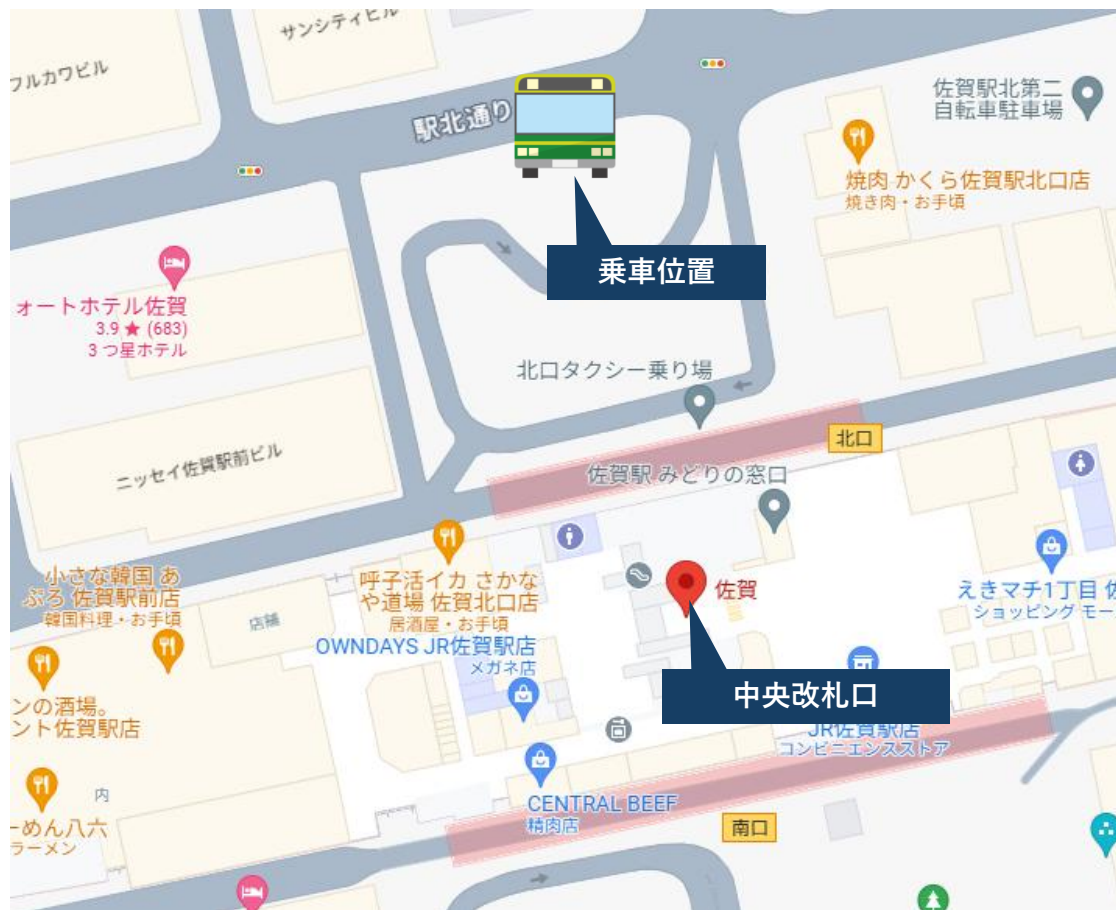 サンシティビル
フルカワビル
駅北通り
佐賀駅北第二
自転車駐車場
焼肉 かくら佐賀駅北口店
焼き肉・お手頃
乗車位置
ォートホテル佐賀
3.9 ★ (683)
3 つ星ホテル
北口タクシー乗り場
北口
ニッセイ佐賀駅前ビル
佐賀駅 みどりの窓口
小さな韓国 あ
ぷろ 佐賀駅前店
韓国料理・お手頃
店舗
呼子活イカ さかな
や道場 佐賀北口店
居酒屋・お手頃
OWNDAYS JR佐賀駅店
メガネ店
佐賀
えきマチ1丁目 佐
ショッピング モー
中央改札口
JR佐賀駅店
コンビニエンスストア
ンの酒場。
ント佐賀駅店
内
CENTRAL BEEF
精肉店
南口
ーめん八六
ラーメン